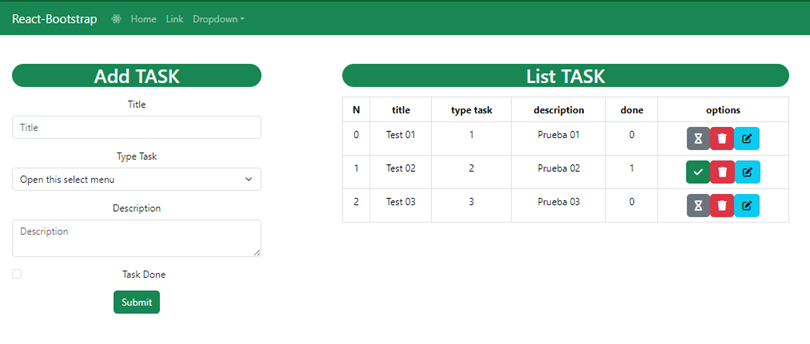 React-Bootstrap Home Link Dropdown
Add TASK
Title
Title
Type Task
Open this select menu
Description
Description
Task Done
Submit
List TASK
N title type task description done options
0 Test 01 1 Prueba 01 0
1 Test 02 2 Prueba 02 1
2 Test 03 3 Prueba 03 0